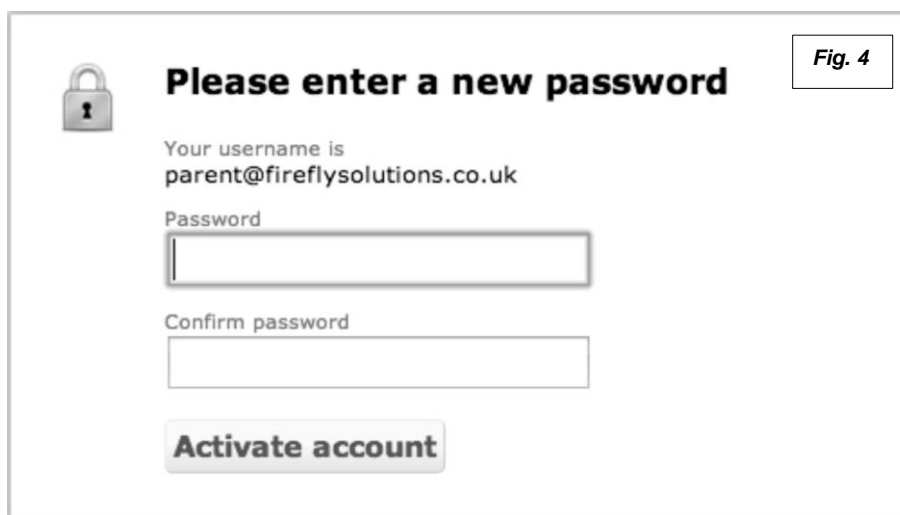 Fig. 4
Please enter a new password
Your username is
parent@fireflysolutions.co.uk
Password
Confirm password
Activate account